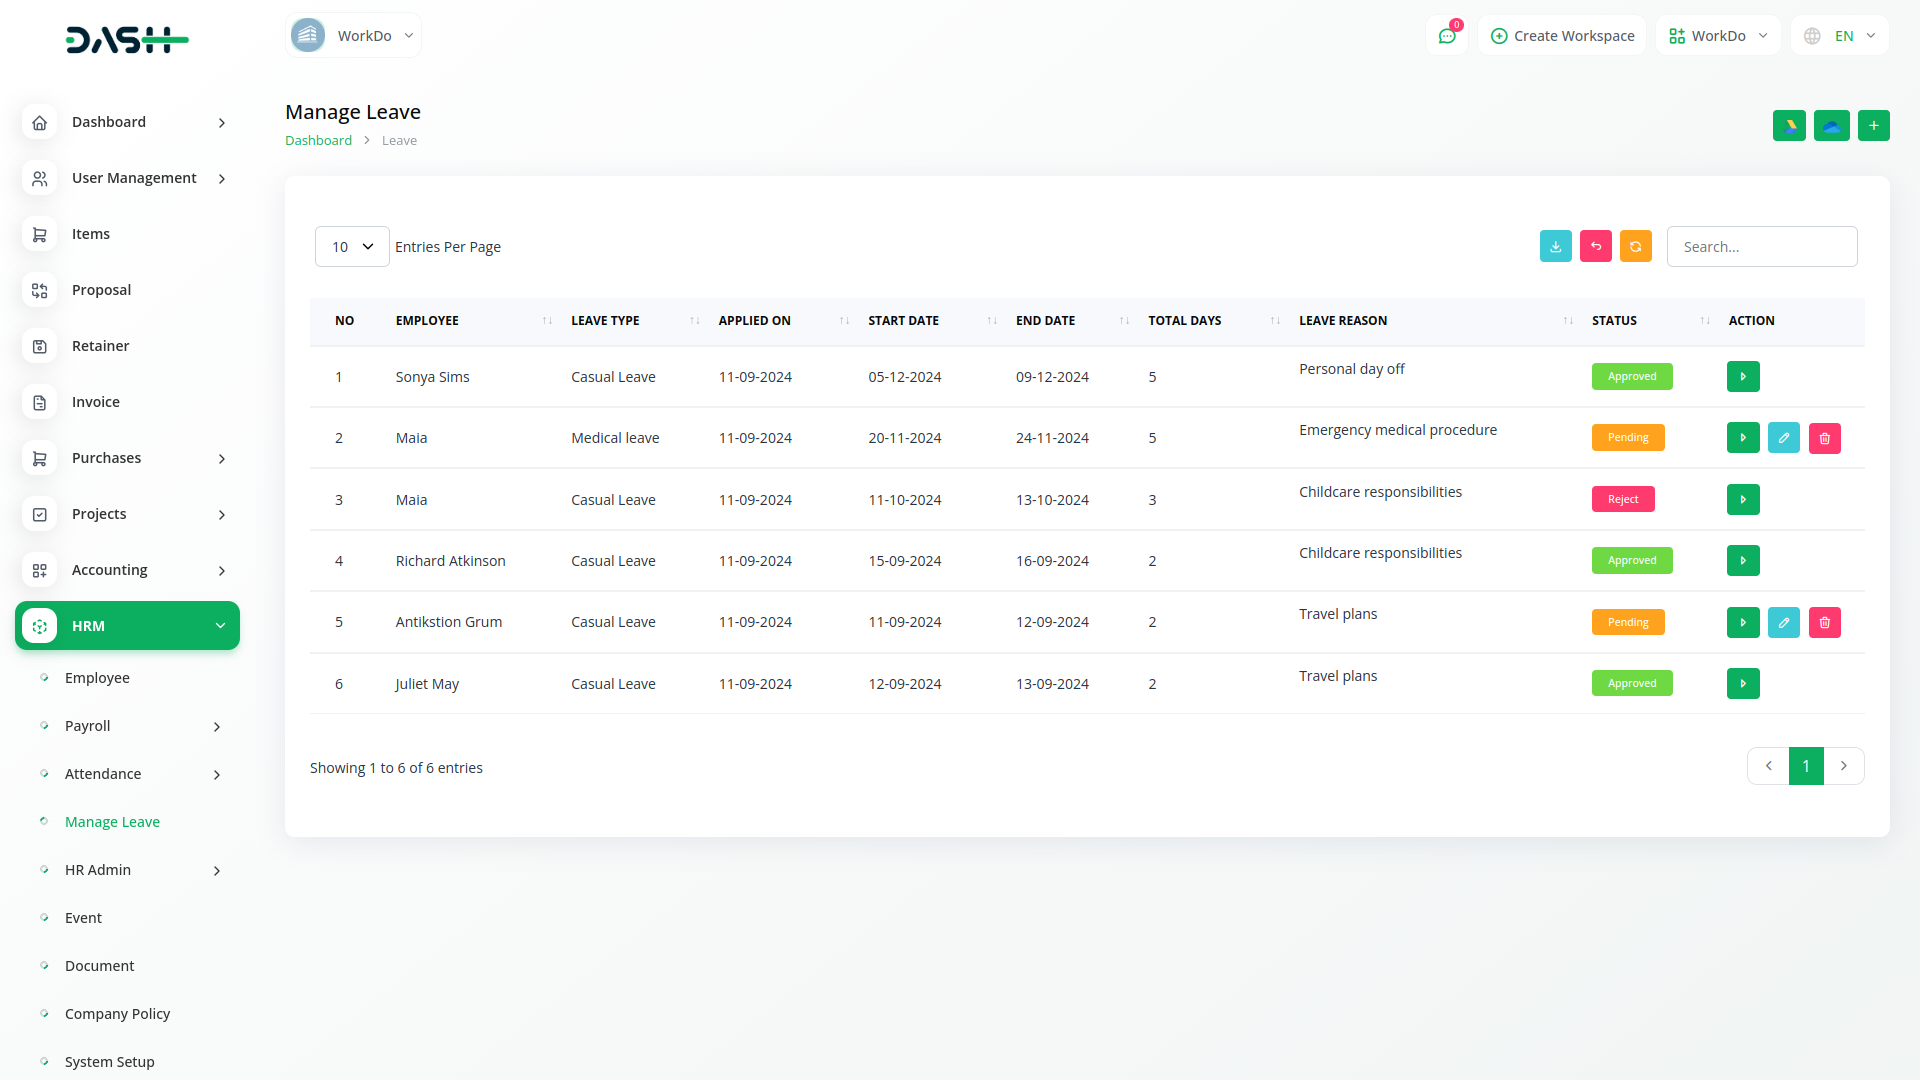 DASH
WorkDo
0
Create Workspace
WorkDo
EN
Dashboard
User Management
Items
Proposal
Retainer
Invoice
Purchases
Projects
Accounting
HRM
Employee
Payroll
Attendance
Manage Leave
HR Admin
Event
Document
Company Policy
System Setup
Manage Leave
Dashboard > Leave
10 Entries Per Page
Search...
NO EMPLOYEE LEAVE TYPE APPLIED ON START DATE END DATE TOTAL DAYS LEAVE REASON STATUS ACTION
1 Sonya Sims Casual Leave 11-09-2024 05-12-2024 09-12-2024 5 Personal day off Approved
2 Maia Medical leave 11-09-2024 20-11-2024 24-11-2024 5 Emergency medical procedure Pending
3 Maia Casual Leave 11-09-2024 11-10-2024 13-10-2024 3 Childcare responsibilities Reject
4 Richard Atkinson Casual Leave 11-09-2024 15-09-2024 16-09-2024 2 Childcare responsibilities Approved
5 Antikstion Grum Casual Leave 11-09-2024 11-09-2024 12-09-2024 2 Travel plans Pending
6 Juliet May Casual Leave 11-09-2024 12-09-2024 13-09-2024 2 Travel plans Approved
Showing 1 to 6 of 6 entries
1